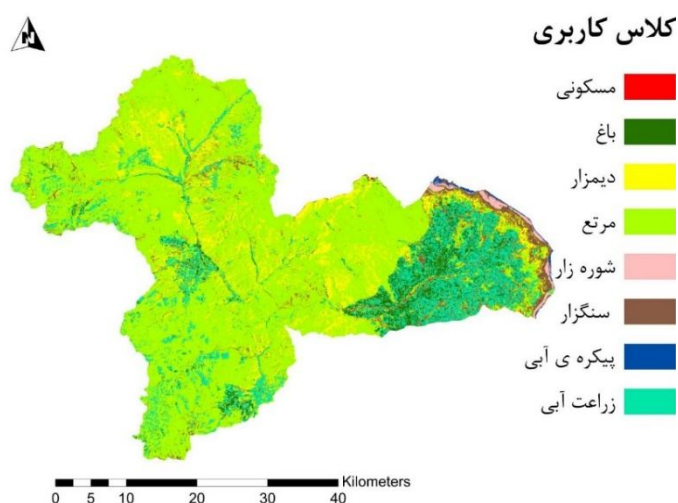 N
کلاس کاربری
مسکونی
باغ
دیمزار
مرتع
شوره زار
سنگزار
پیکره ی آبی
زراعت آبی
Kilometers
0 5 10 20 30 40